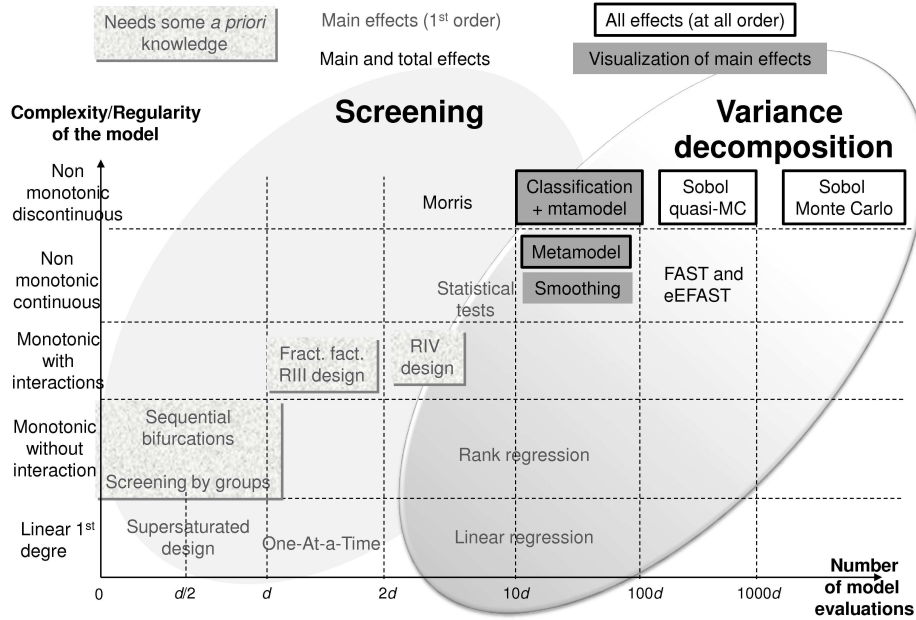 Needs some a priori
knowledge
Main effects (1st order)
Main and total effects
All effects (at all order)
Visualization of main effects
Complexity/Regularity
of the model
Screening
Variance
decomposition
Non
monotonic
discontinuous
Morris
Classification
+ mtamodel
Sobol
quasi-MC
Sobol
Monte Carlo
Non
monotonic
continuous
Statistical
tests
Metamodel
Smoothing
FAST and
eEFAST
Monotonic
with
interactions
Fract. fact.
RIII design
RIV
design
Monotonic
without
interaction
Sequential
bifurcations
Screening by groups
Rank regression
Linear 1st
degre
Supersaturated
design
One-At-a-Time
Linear regression
0
d/2
d
2d
10d
100d
1000d
Number
of model
evaluations